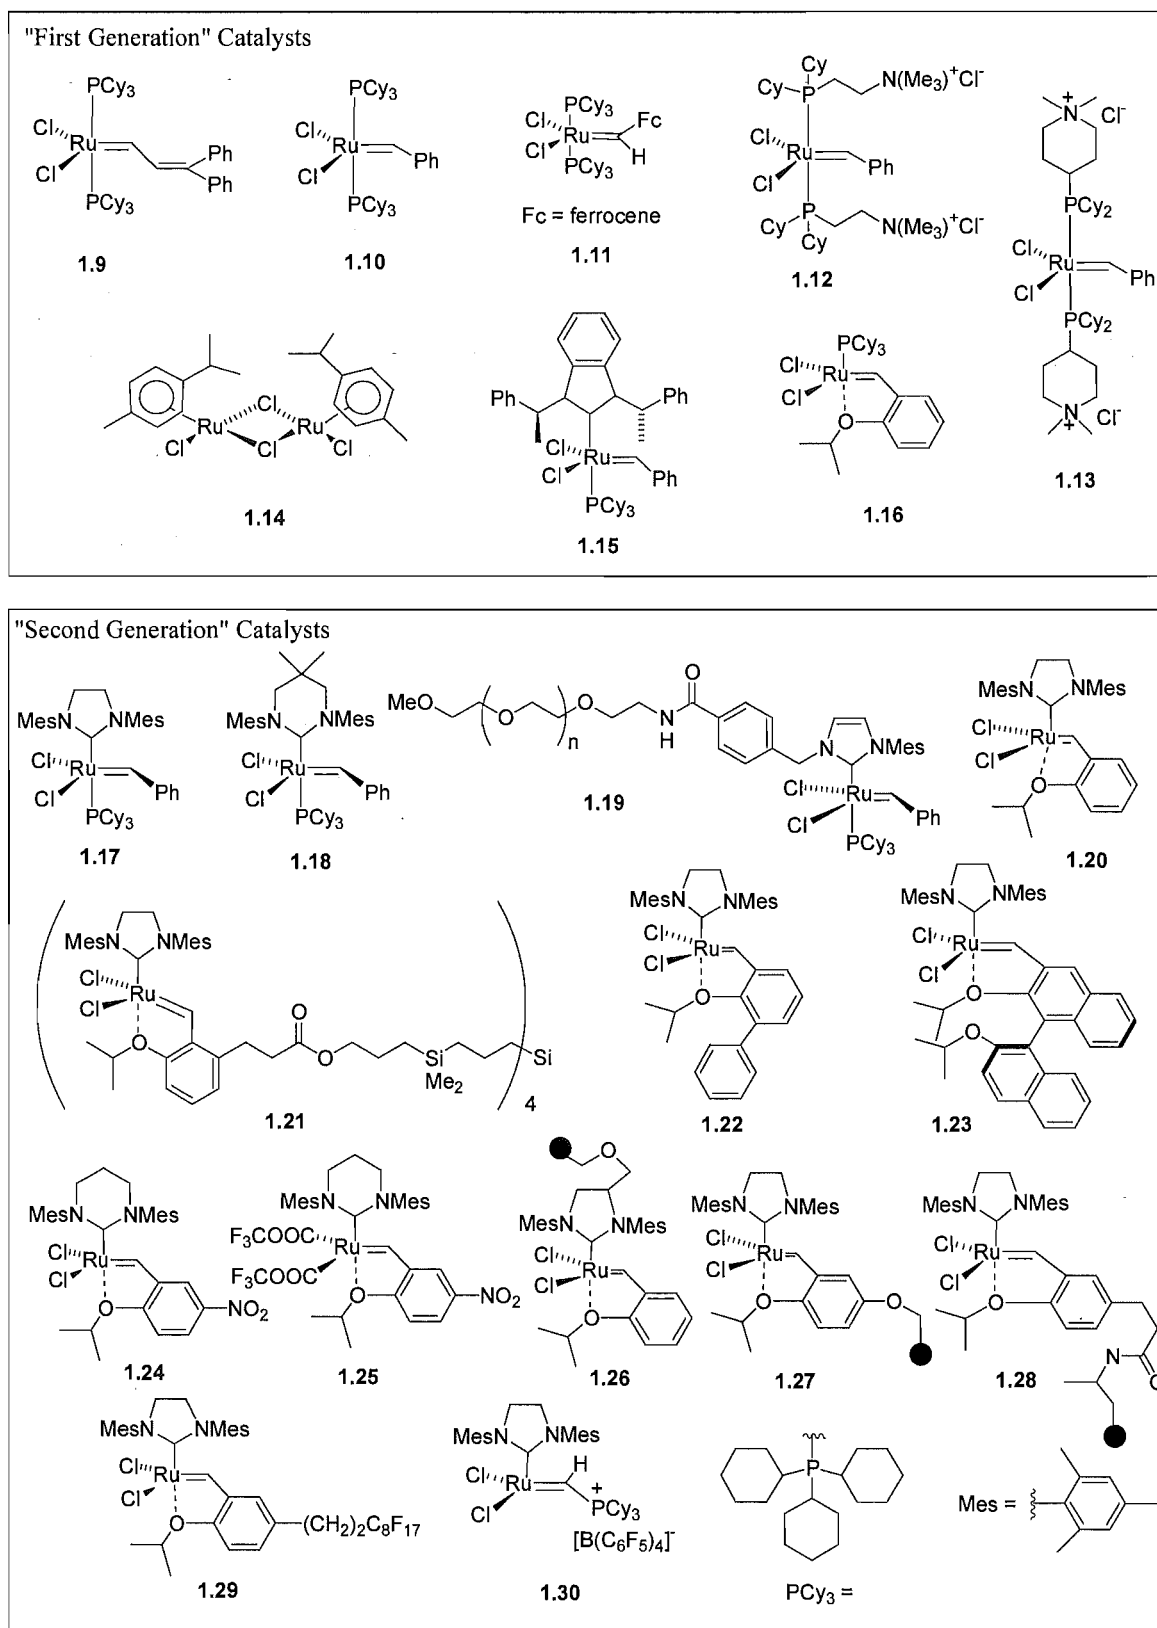 "First Generation" Catalysts
PCy3
Cl
Ru
Cl
Ph
Ph
PCy3
1.9
PCy3
Cl
Ru
Cl
Ph
PCy3
1.10
PCy3
Cl
Fc
Ru
Cl
H
PCy3
Fc = ferrocene
1.11
Cy
Cy
P
N(Me3)+Cl-
Cl
Ru
Cl
Ph
Cy
P
N(Me3)+Cl-
Cy
1.12
+
N
Cl-
PCy2
Cl
Ru
Cl
Ph
PCy2
N
+
Cl-
1.13
Cl
Ru
Ru
Cl
Cl
Cl
1.14
Ph
Ph
Cl
Ru
Cl
Ph
PCy3
1.15
PCy3
Cl
Ru
Cl
O
1.16
"Second Generation" Catalysts
MesN
NMes
Cl
Ru
Cl
Ph
PCy3
1.17
MesN
NMes
Cl
Ru
Cl
Ph
PCy3
1.18
MeO
O
n
O
N
H
O
N
NMes
Cl
Ru
Cl
Ph
PCy3
1.19
MesN
NMes
Cl
Ru
Cl
O
1.20
MesN
NMes
Cl
Ru
Cl
O
O
O
Si
Me2
Si
4
1.21
MesN
NMes
Cl
Ru
Cl
O
1.22
MesN
NMes
Cl
Ru
Cl
O
O
1.23
MesN
NMes
Cl
Ru
Cl
O
NO2
1.24
MesN
NMes
F3COOC
Ru
F3COOC
O
NO2
1.25
O
MesN
NMes
Cl
Ru
Cl
O
1.26
MesN
NMes
Cl
Ru
Cl
O
O
1.27
MesN
NMes
Cl
Ru
Cl
O
N
O
1.28
MesN
NMes
Cl
Ru
Cl
O
(CH2)2C8F17
1.29
MesN
NMes
Cl
H
Ru
+
Cl
PCy3
[B(C6F5)4]-
1.30
P
PCy3 =
Mes =